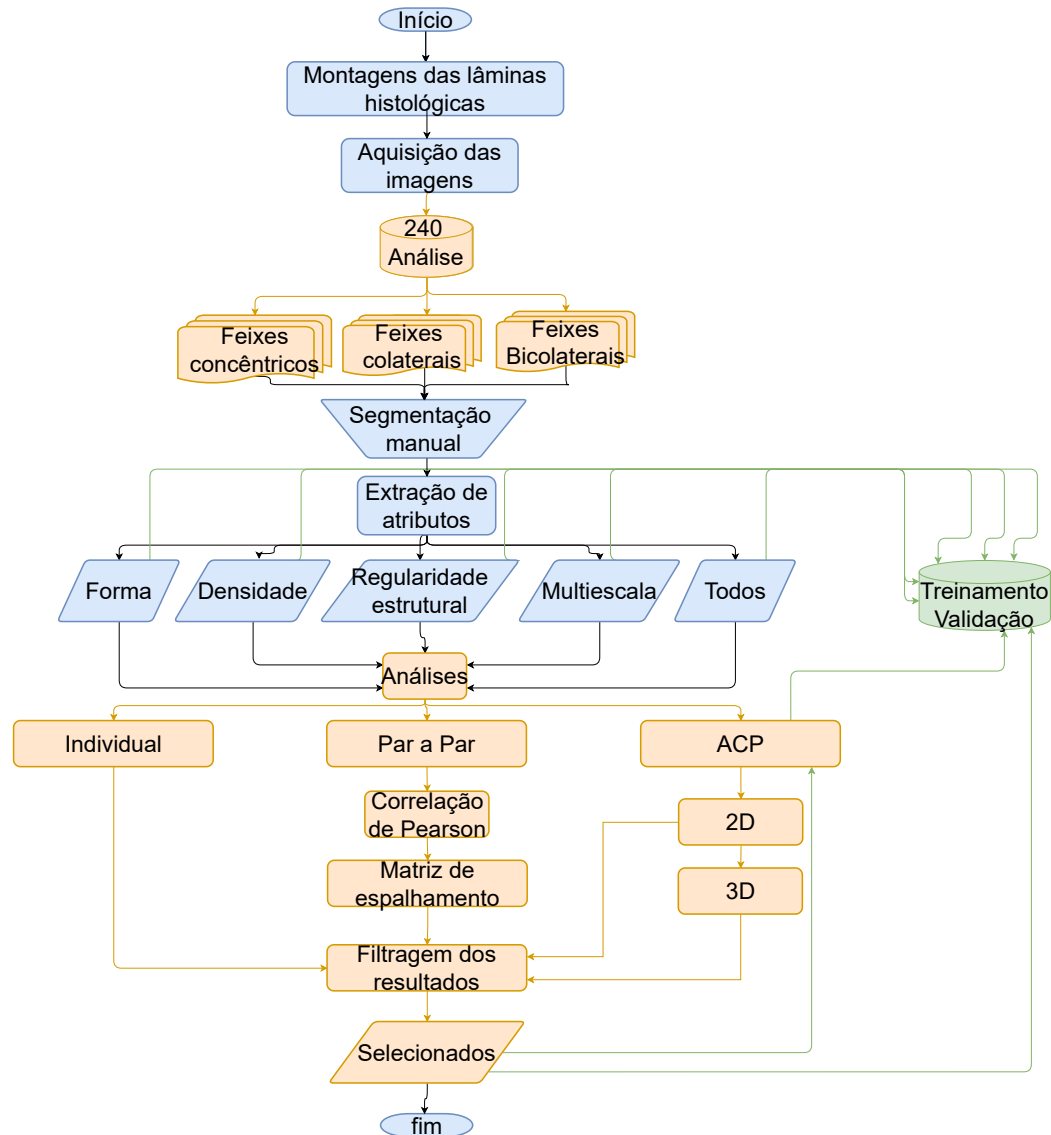 Início
Montagens das lâminas
histológicas
Aquisição das
imagens
240
Análise
Feixes
concêntricos
Feixes
colaterais
Feixes
Bicolaterais
Segmentação
manual
Extração de
atributos
Forma
Densidade
Regularidade
estrutural
Multiescala
Todos
Treinamento
Validação
Análises
Individual
Par a Par
ACP
Correlação
de Pearson
2D
Matriz de
espalhamento
3D
Filtragem dos
resultados
Selecionados
fim